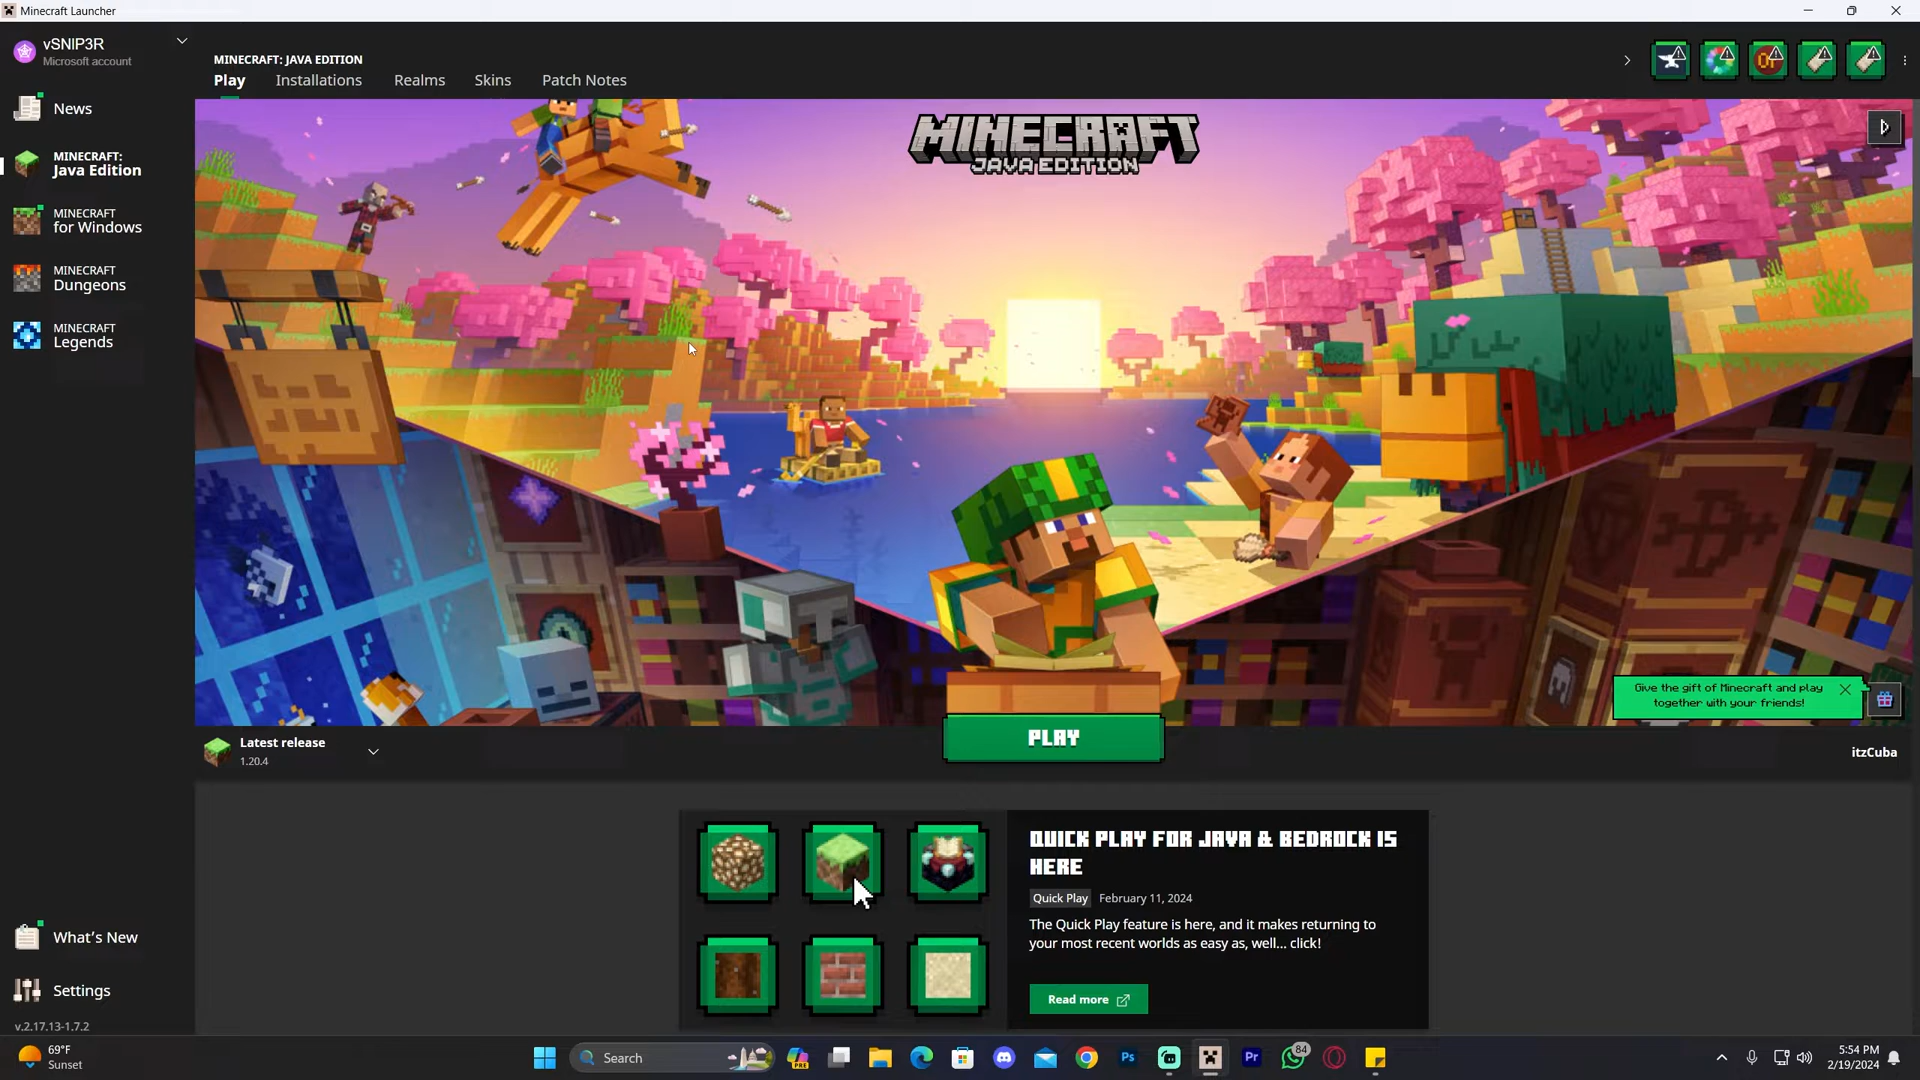 Minecraft Launcher
vSNIP3R
Microsoft account
MINECRAFT: JAVA EDITION
Play Installations Realms Skins Patch Notes
News
MINECRAFT:
Java Edition
MINECRAFT
for Windows
MINECRAFT
Dungeons
MINECRAFT
Legends
MINECRAFT
JAVA EDITION
Give the gift of Minecraft and play
together with your friends!
Latest release
1.20.4
PLAY
itzCuba
QUICK PLAY FOR JAVA & BEDROCK IS
HERE
Quick Play February 11, 2024
The Quick Play feature is here, and it makes returning to
your most recent worlds as easy as, well... click!
Read more
What's New
Settings
v.2.17.13-1.7.2
69°F
Sunset
Search
PRE
Ps
Pr
84
5:54 PM
2/19/2024